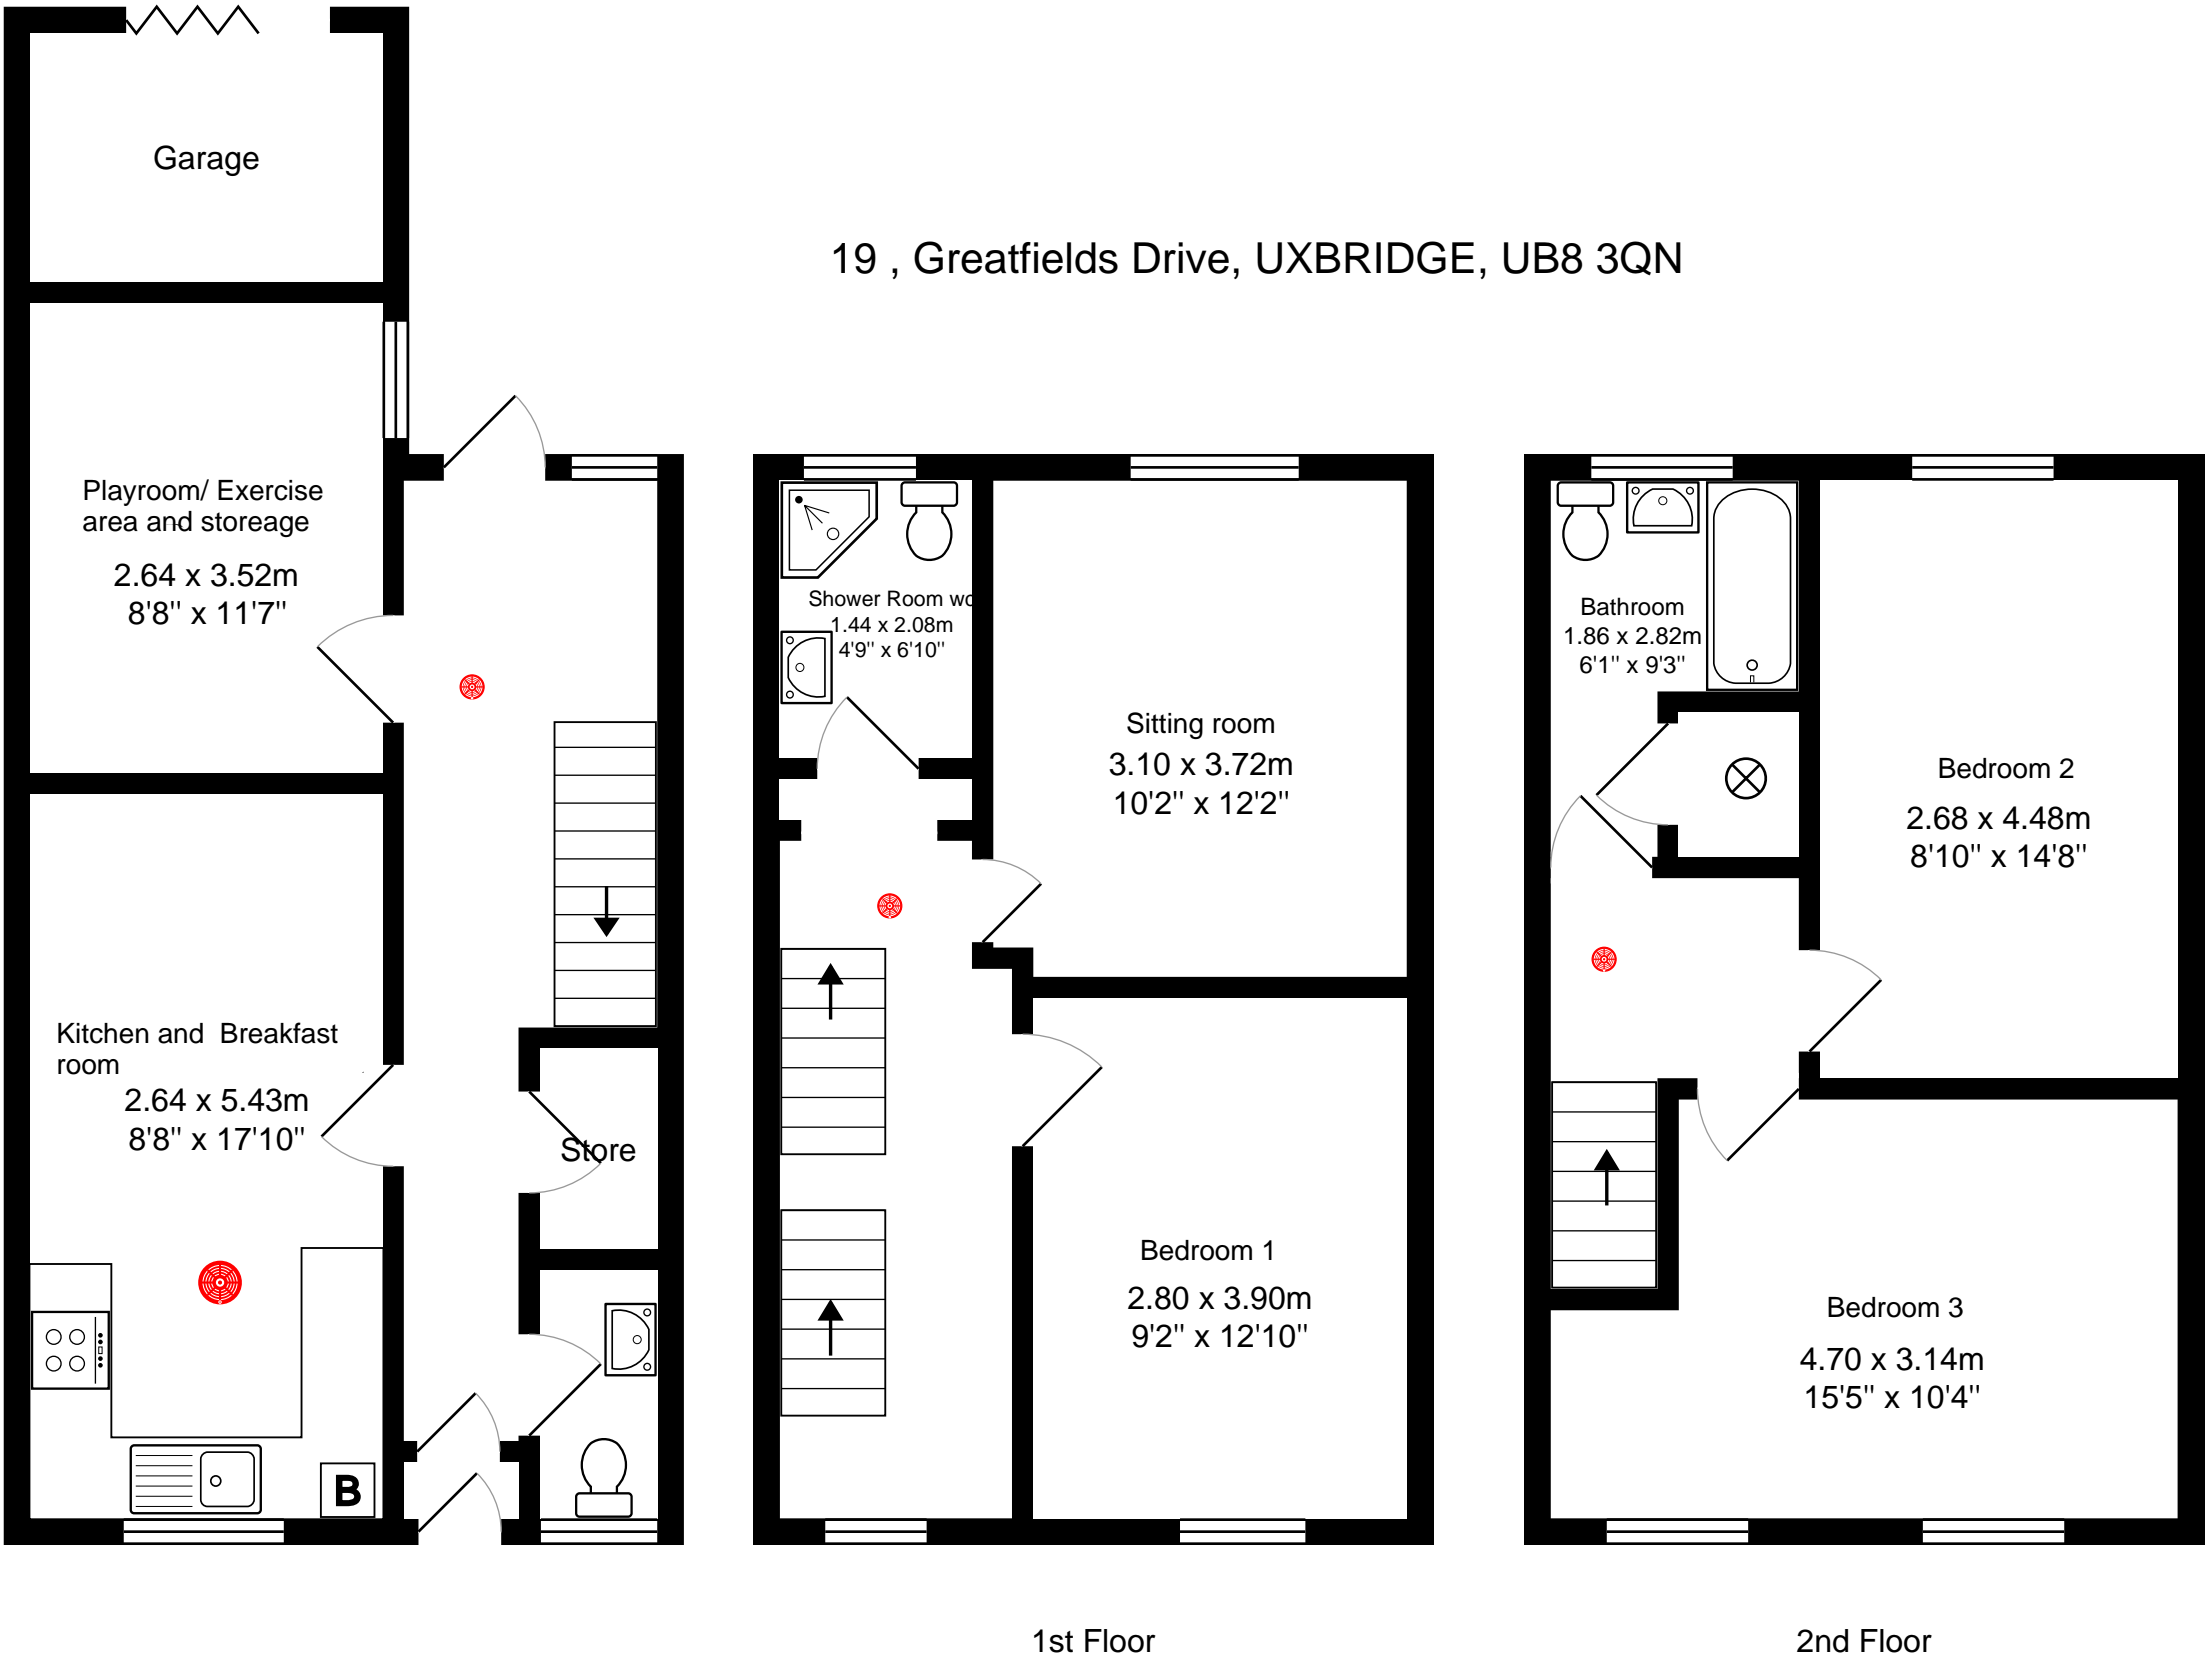 Garage
19 , Greatfields Drive, UXBRIDGE, UB8 3QN
Playroom/ Exercise
area and storeage
2.64 x 3.52m
8'8" x 11'7"
Kitchen and Breakfast
room
2.64 x 5.43m
8'8" x 17'10"
B
Store
Shower Room wc
1.44 x 2.08m
4'9" x 6'10"
Sitting room
3.10 x 3.72m
10'2" x 12'2"
Bedroom 1
2.80 x 3.90m
9'2" x 12'10"
Bathroom
1.86 x 2.82m
6'1" x 9'3"
Bedroom 2
2.68 x 4.48m
8'10" x 14'8"
Bedroom 3
4.70 x 3.14m
15'5" x 10'4"
1st Floor
2nd Floor